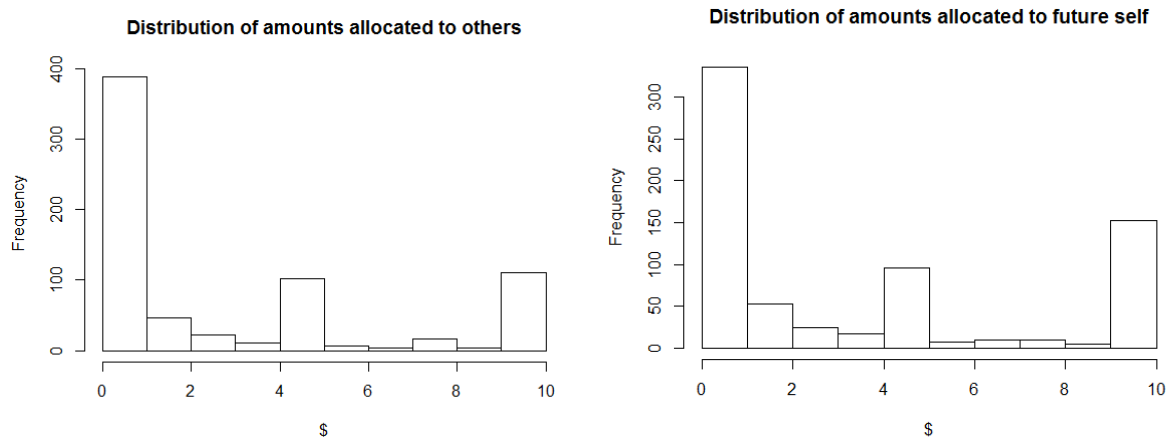 Distribution of amounts allocated to others
400
300
200
100
0
Frequency
0 2 4 6 8 10
$
Distribution of amounts allocated to future self
300
250
200
150
100
50
0
Frequency
0 2 4 6 8 10
$